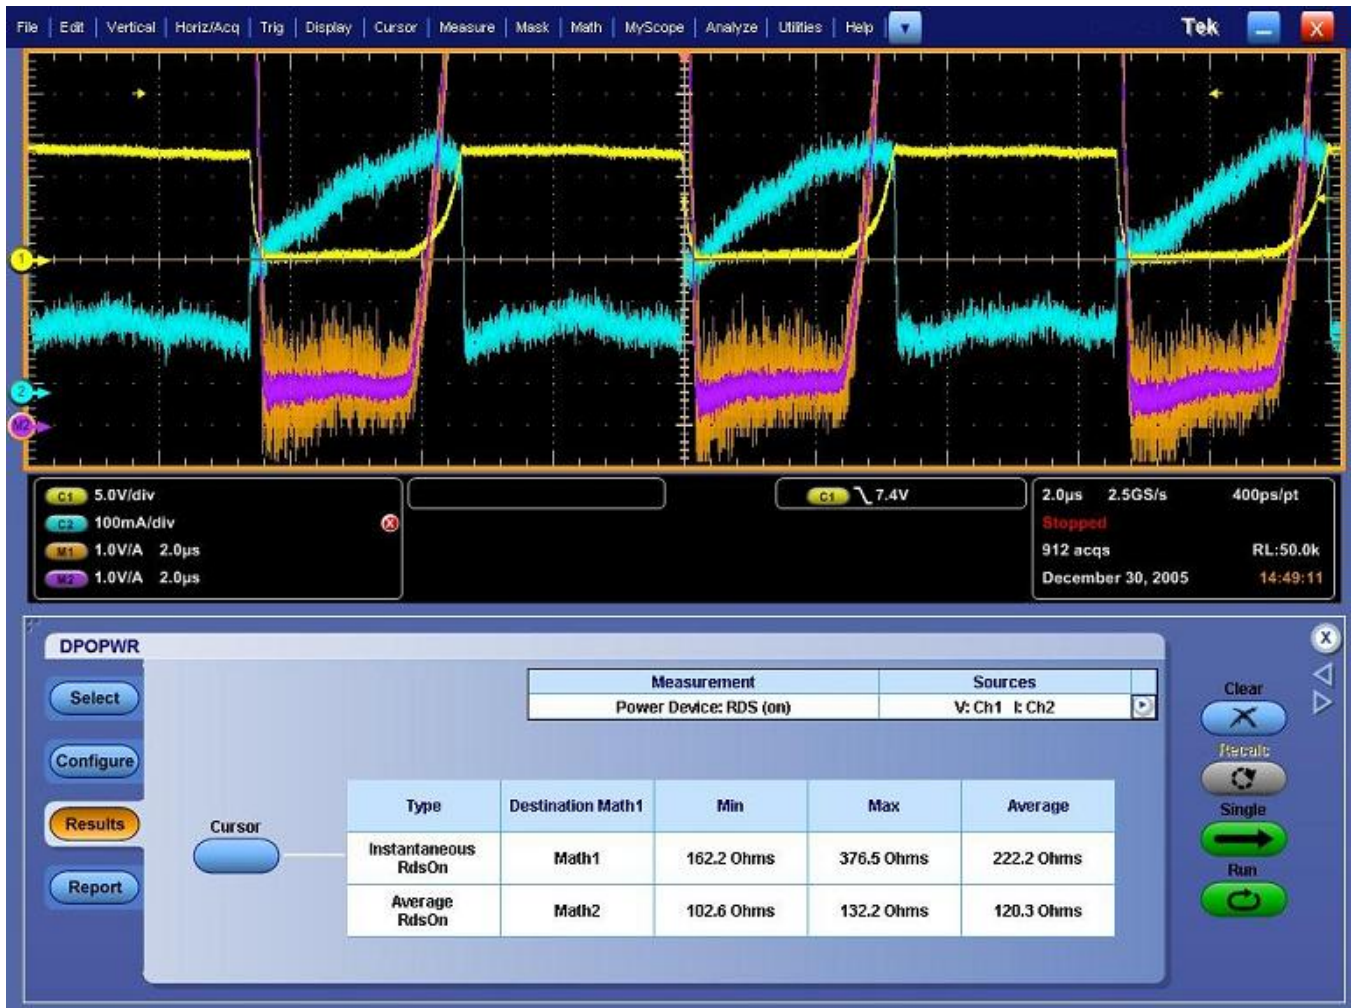 File | Edit | Vertical | Horiz/Acq | Trig | Display | Cursor | Measure | Mask | Math | MyScope | Analyze | Utilities | Help Tek X
1
2
M2
C1 5.0V/div
C2 100mA/div
M1 1.0V/A 2.0µs
M2 1.0V/A 2.0µs
C1 7.4V
2.0µs 2.5GS/s 400ps/pt
Stopped
912 acqs RL:50.0k
December 30, 2005 14:49:11
DPOPWR
Select
Configure
Results
Report
Measurement Sources
Power Device: RDS (on) V: Ch1 I: Ch2
Cursor
Type Destination Math1 Min Max Average
Instantaneous
RdsOn Math1 162.2 Ohms 376.5 Ohms 222.2 Ohms
Average
RdsOn Math2 102.6 Ohms 132.2 Ohms 120.3 Ohms
X
Clear
Recalc
Single
Run